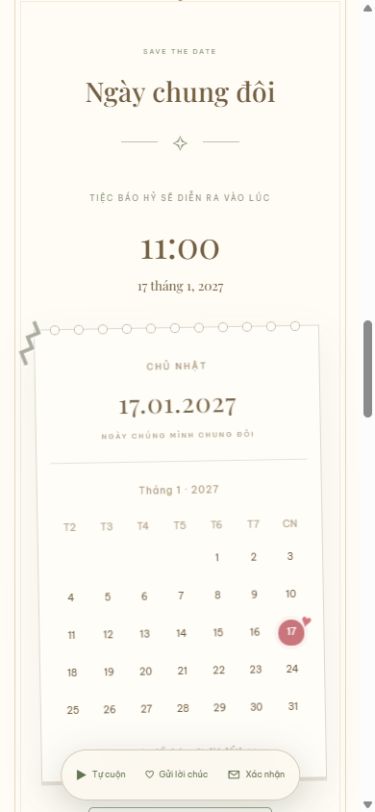 SAVE THE DATE
Ngày chung đôi
TIỆC BÁO HỶ SẼ DIỄN RA VÀO LÚC
11:00
17 tháng 1, 2027
CHỦ NHẬT
17.01.2027
NGÀY CHÚNG MÌNH CHUNG ĐÔI
Tháng 1 · 2027
T2 T3 T4 T5 T6 T7 CN
1 2 3
4 5 6 7 8 9 10
11 12 13 14 15 16 17
18 19 20 21 22 23 24
25 26 27 28 29 30 31
Tự cuộn Gửi lời chúc Xác nhận